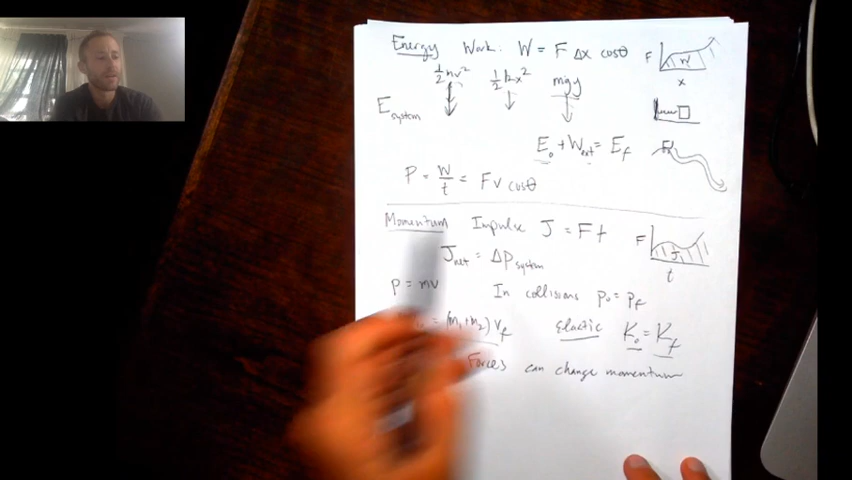 Energy Work: W = F Δx cosθ
F W x
½mv² ½kx² mgy
E system
E₀ + W ext = E f
P = W/t = Fv cosθ
Momentum Impulse J = Ft
F J t
J net = Δp system
p = mv In collisions p₀ = p f
= (m₁+m₂) v f elastic K₀ = K f
Forces can change momentum